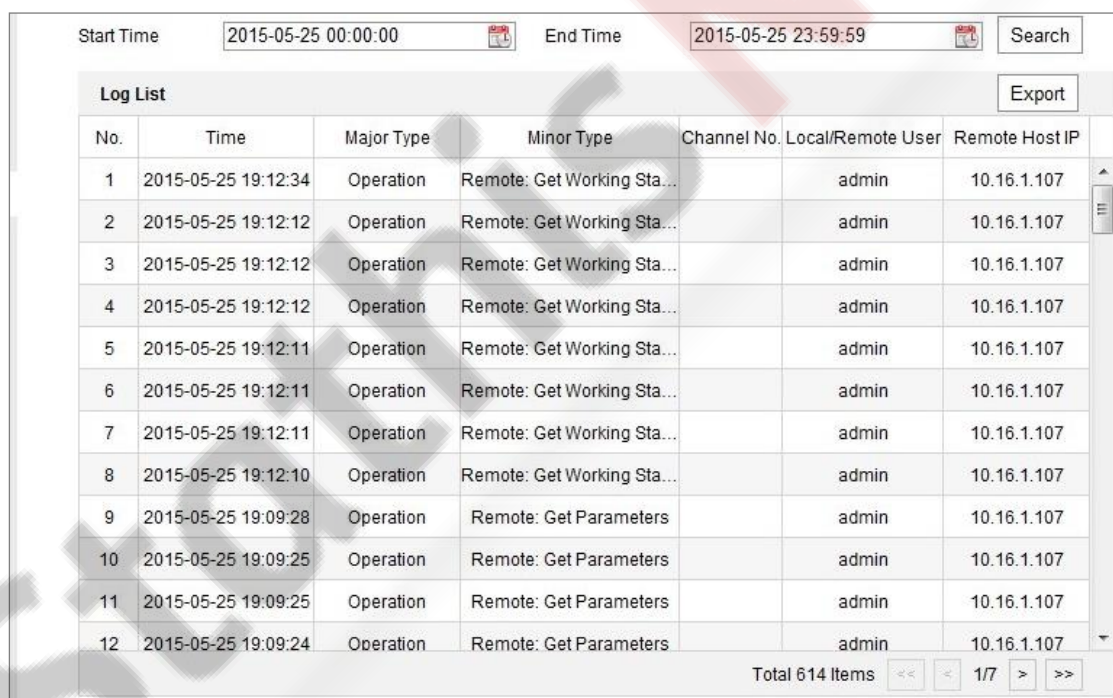 Start Time 2015-05-25 00:00:00 End Time 2015-05-25 23:59:59 Search
Log List Export
No. Time Major Type Minor Type Channel No. Local/Remote User Remote Host IP
1 2015-05-25 19:12:34 Operation Remote: Get Working Sta... admin 10.16.1.107
2 2015-05-25 19:12:12 Operation Remote: Get Working Sta... admin 10.16.1.107
3 2015-05-25 19:12:12 Operation Remote: Get Working Sta... admin 10.16.1.107
4 2015-05-25 19:12:12 Operation Remote: Get Working Sta... admin 10.16.1.107
5 2015-05-25 19:12:11 Operation Remote: Get Working Sta... admin 10.16.1.107
6 2015-05-25 19:12:11 Operation Remote: Get Working Sta... admin 10.16.1.107
7 2015-05-25 19:12:11 Operation Remote: Get Working Sta... admin 10.16.1.107
8 2015-05-25 19:12:10 Operation Remote: Get Working Sta... admin 10.16.1.107
9 2015-05-25 19:09:28 Operation Remote: Get Parameters admin 10.16.1.107
10 2015-05-25 19:09:25 Operation Remote: Get Parameters admin 10.16.1.107
11 2015-05-25 19:09:25 Operation Remote: Get Parameters admin 10.16.1.107
12 2015-05-25 19:09:24 Operation Remote: Get Parameters admin 10.16.1.107
Total 614 Items << < 1/7 > >>
Stathis